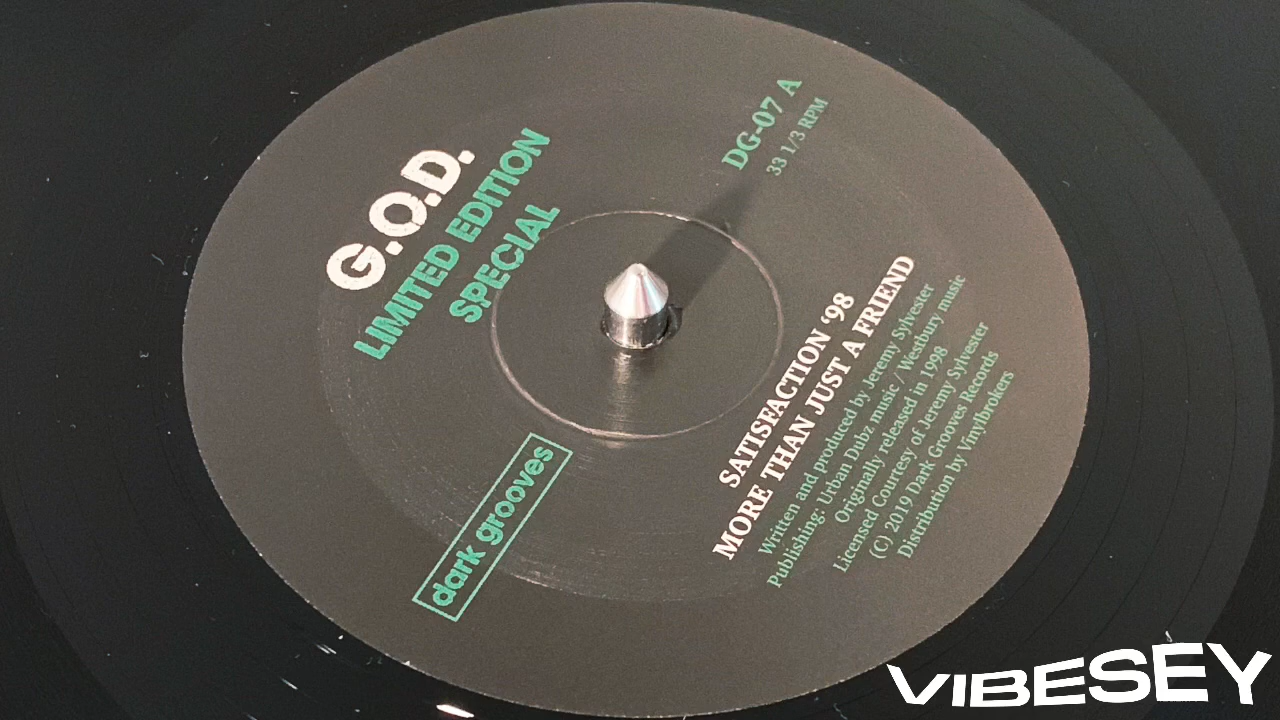 G.O.D.
LIMITED EDITION
SPECIAL
DG-07 A
33 1/3 RPM
dark grooves
SATISFACTION ‘98
MORE THAN JUST A FRIEND
Written and produced by Jeremy Sylvester
Publishing: Urban Dubz music / Westbury music
Originally released in 1998
Licensed Courtesy of Jeremy Sylvester
(C) 2019 Dark Grooves Records
Distribution by Vinylbrokers
VIBESEY